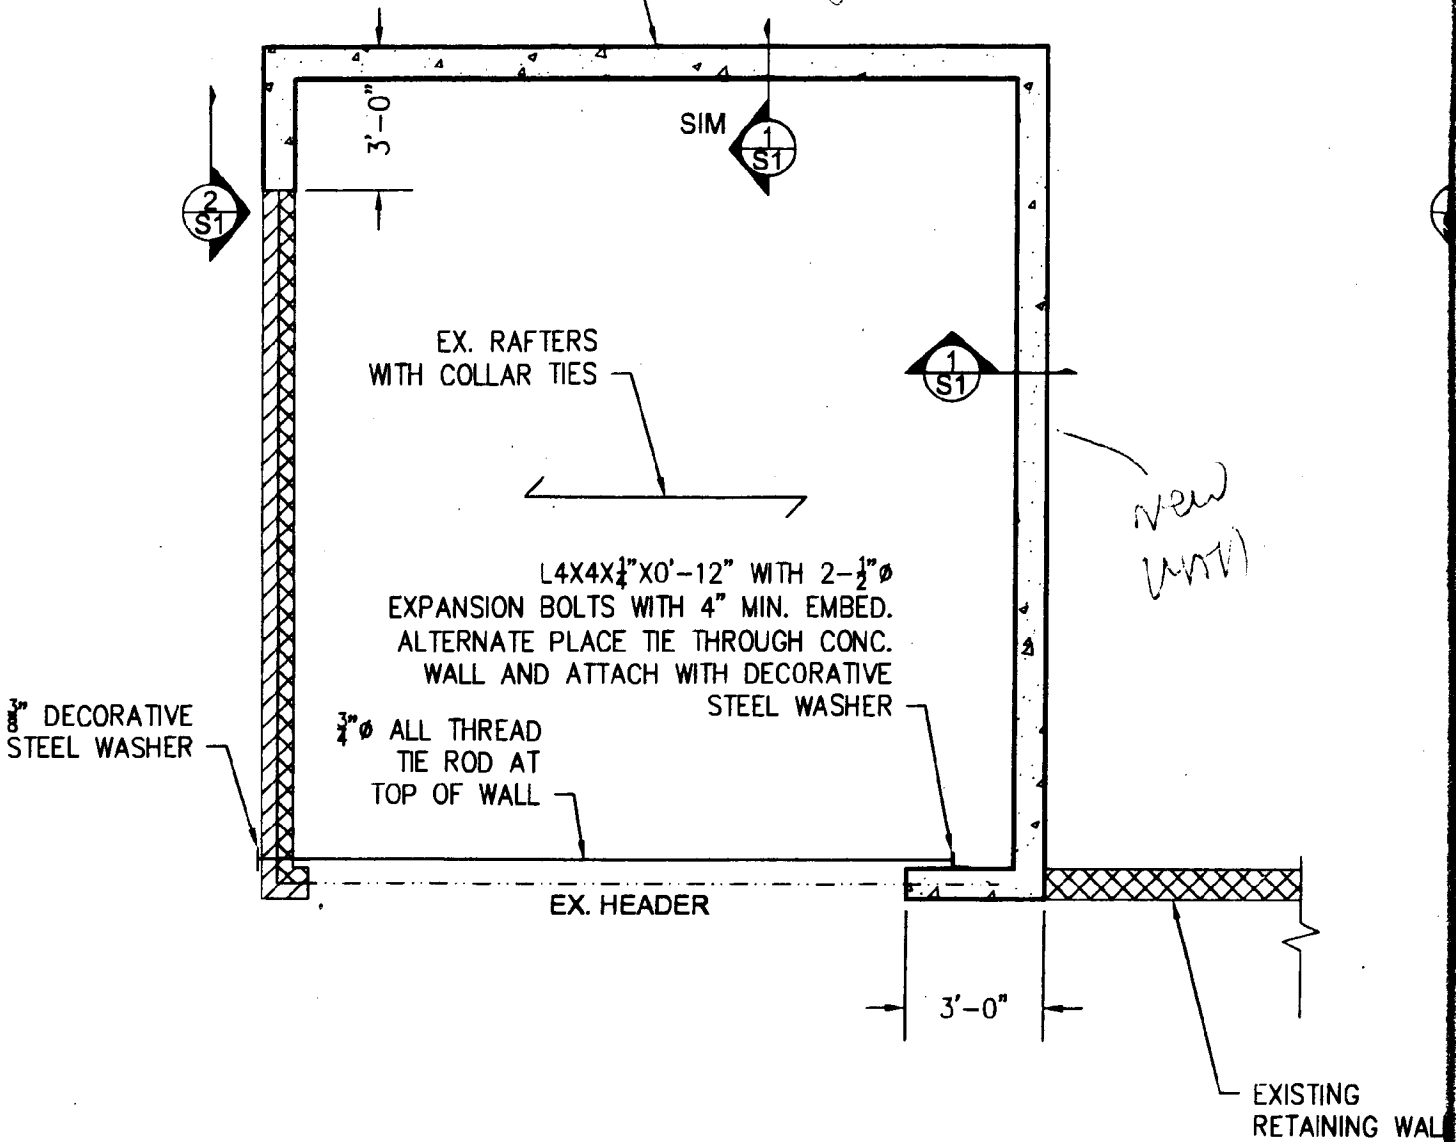 3'-0"
SIM
1
S1
2
S1
EX. RAFTERS
WITH COLLAR TIES
1
S1
new
L4X4X1/4"X0'-12" WITH 2-1/2"ø
EXPANSION BOLTS WITH 4" MIN. EMBED.
ALTERNATE PLACE TIE THROUGH CONC.
WALL AND ATTACH WITH DECORATIVE
STEEL WASHER
3/8" DECORATIVE
STEEL WASHER
3/4"ø ALL THREAD
TIE ROD AT
TOP OF WALL
EX. HEADER
3'-0"
EXISTING
RETAINING WALL